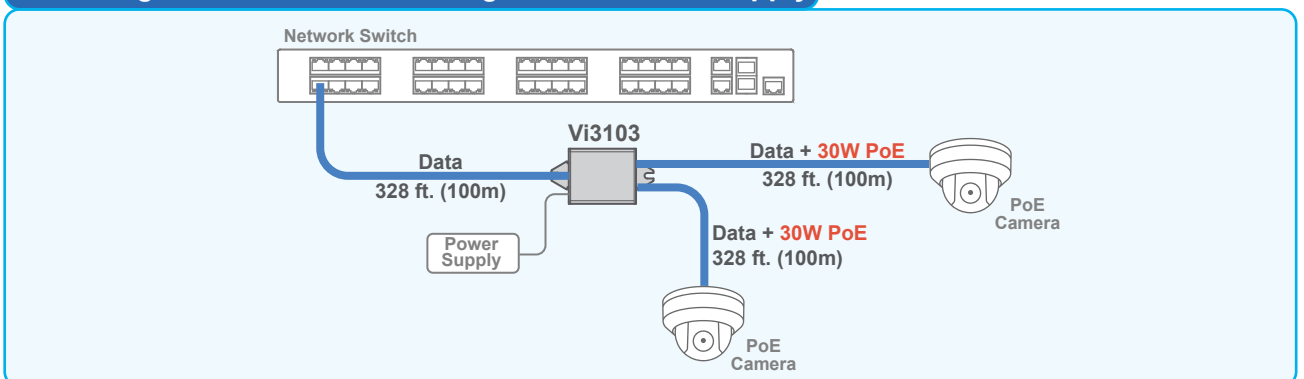 Network Switch
Vi3103
Data
328 ft. (100m)
Data + 30W PoE
328 ft. (100m)
PoE
Camera
Power
Supply
Data + 30W PoE
328 ft. (100m)
PoE
Camera